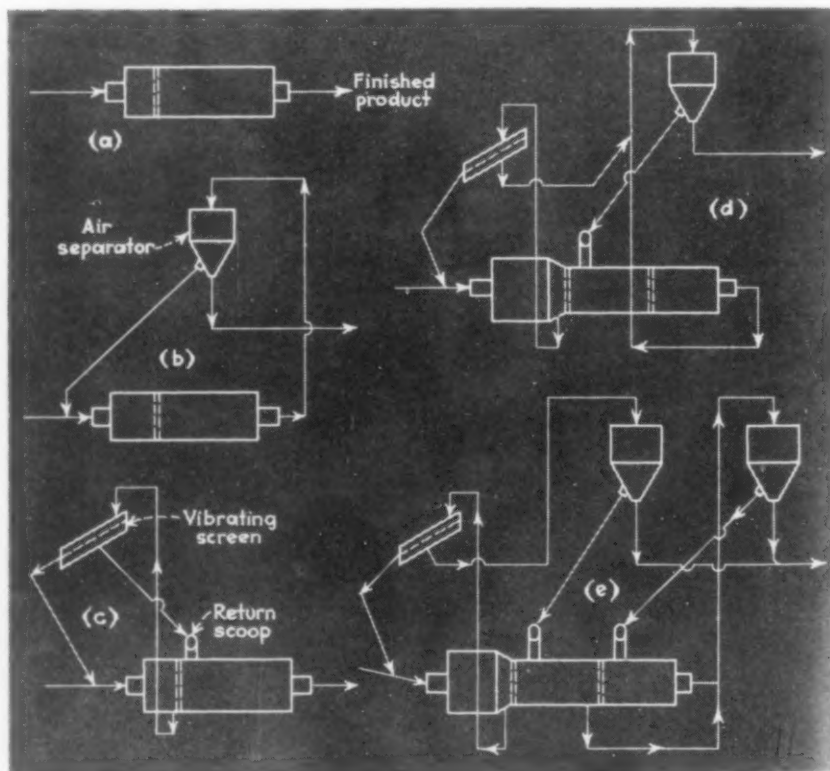 Finished
product
(a)
Air
separator
(b)
Vibrating
screen
(c)
Return
scoop
(d)
(e)